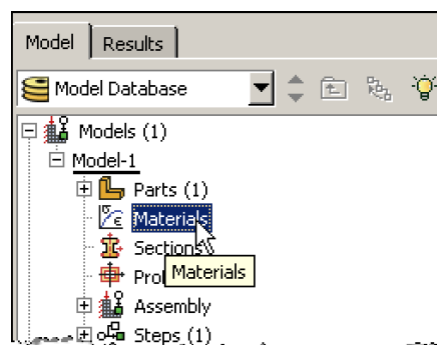 Model Results
Model Database
Models (1)
Model-1
Parts (1)
Materials
Sections
Materials
Assembly
Steps (1)